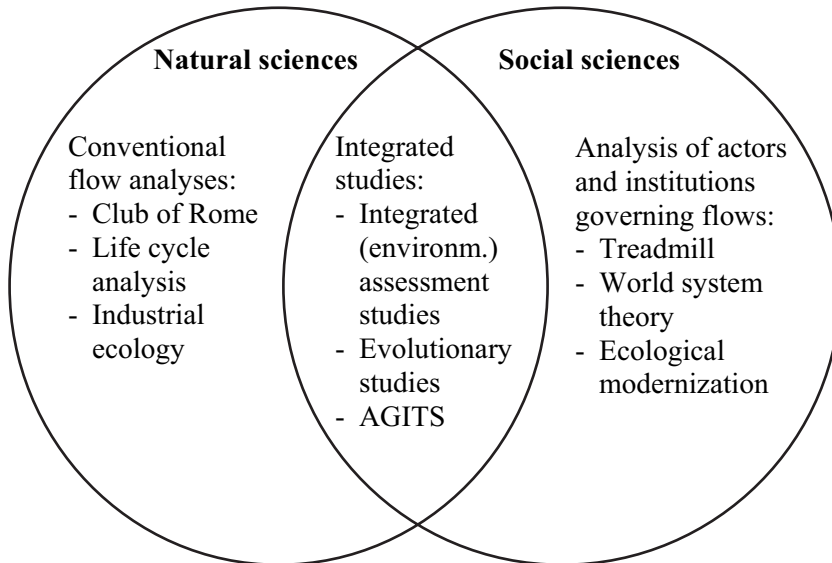 Natural sciences
Social sciences
Conventional
flow analyses:
- Club of Rome
- Life cycle
analysis
- Industrial
ecology
Integrated
studies:
- Integrated
(environm.)
assessment
studies
- Evolutionary
studies
- AGITS
Analysis of actors
and institutions
governing flows:
- Treadmill
- World system
theory
- Ecological
modernization